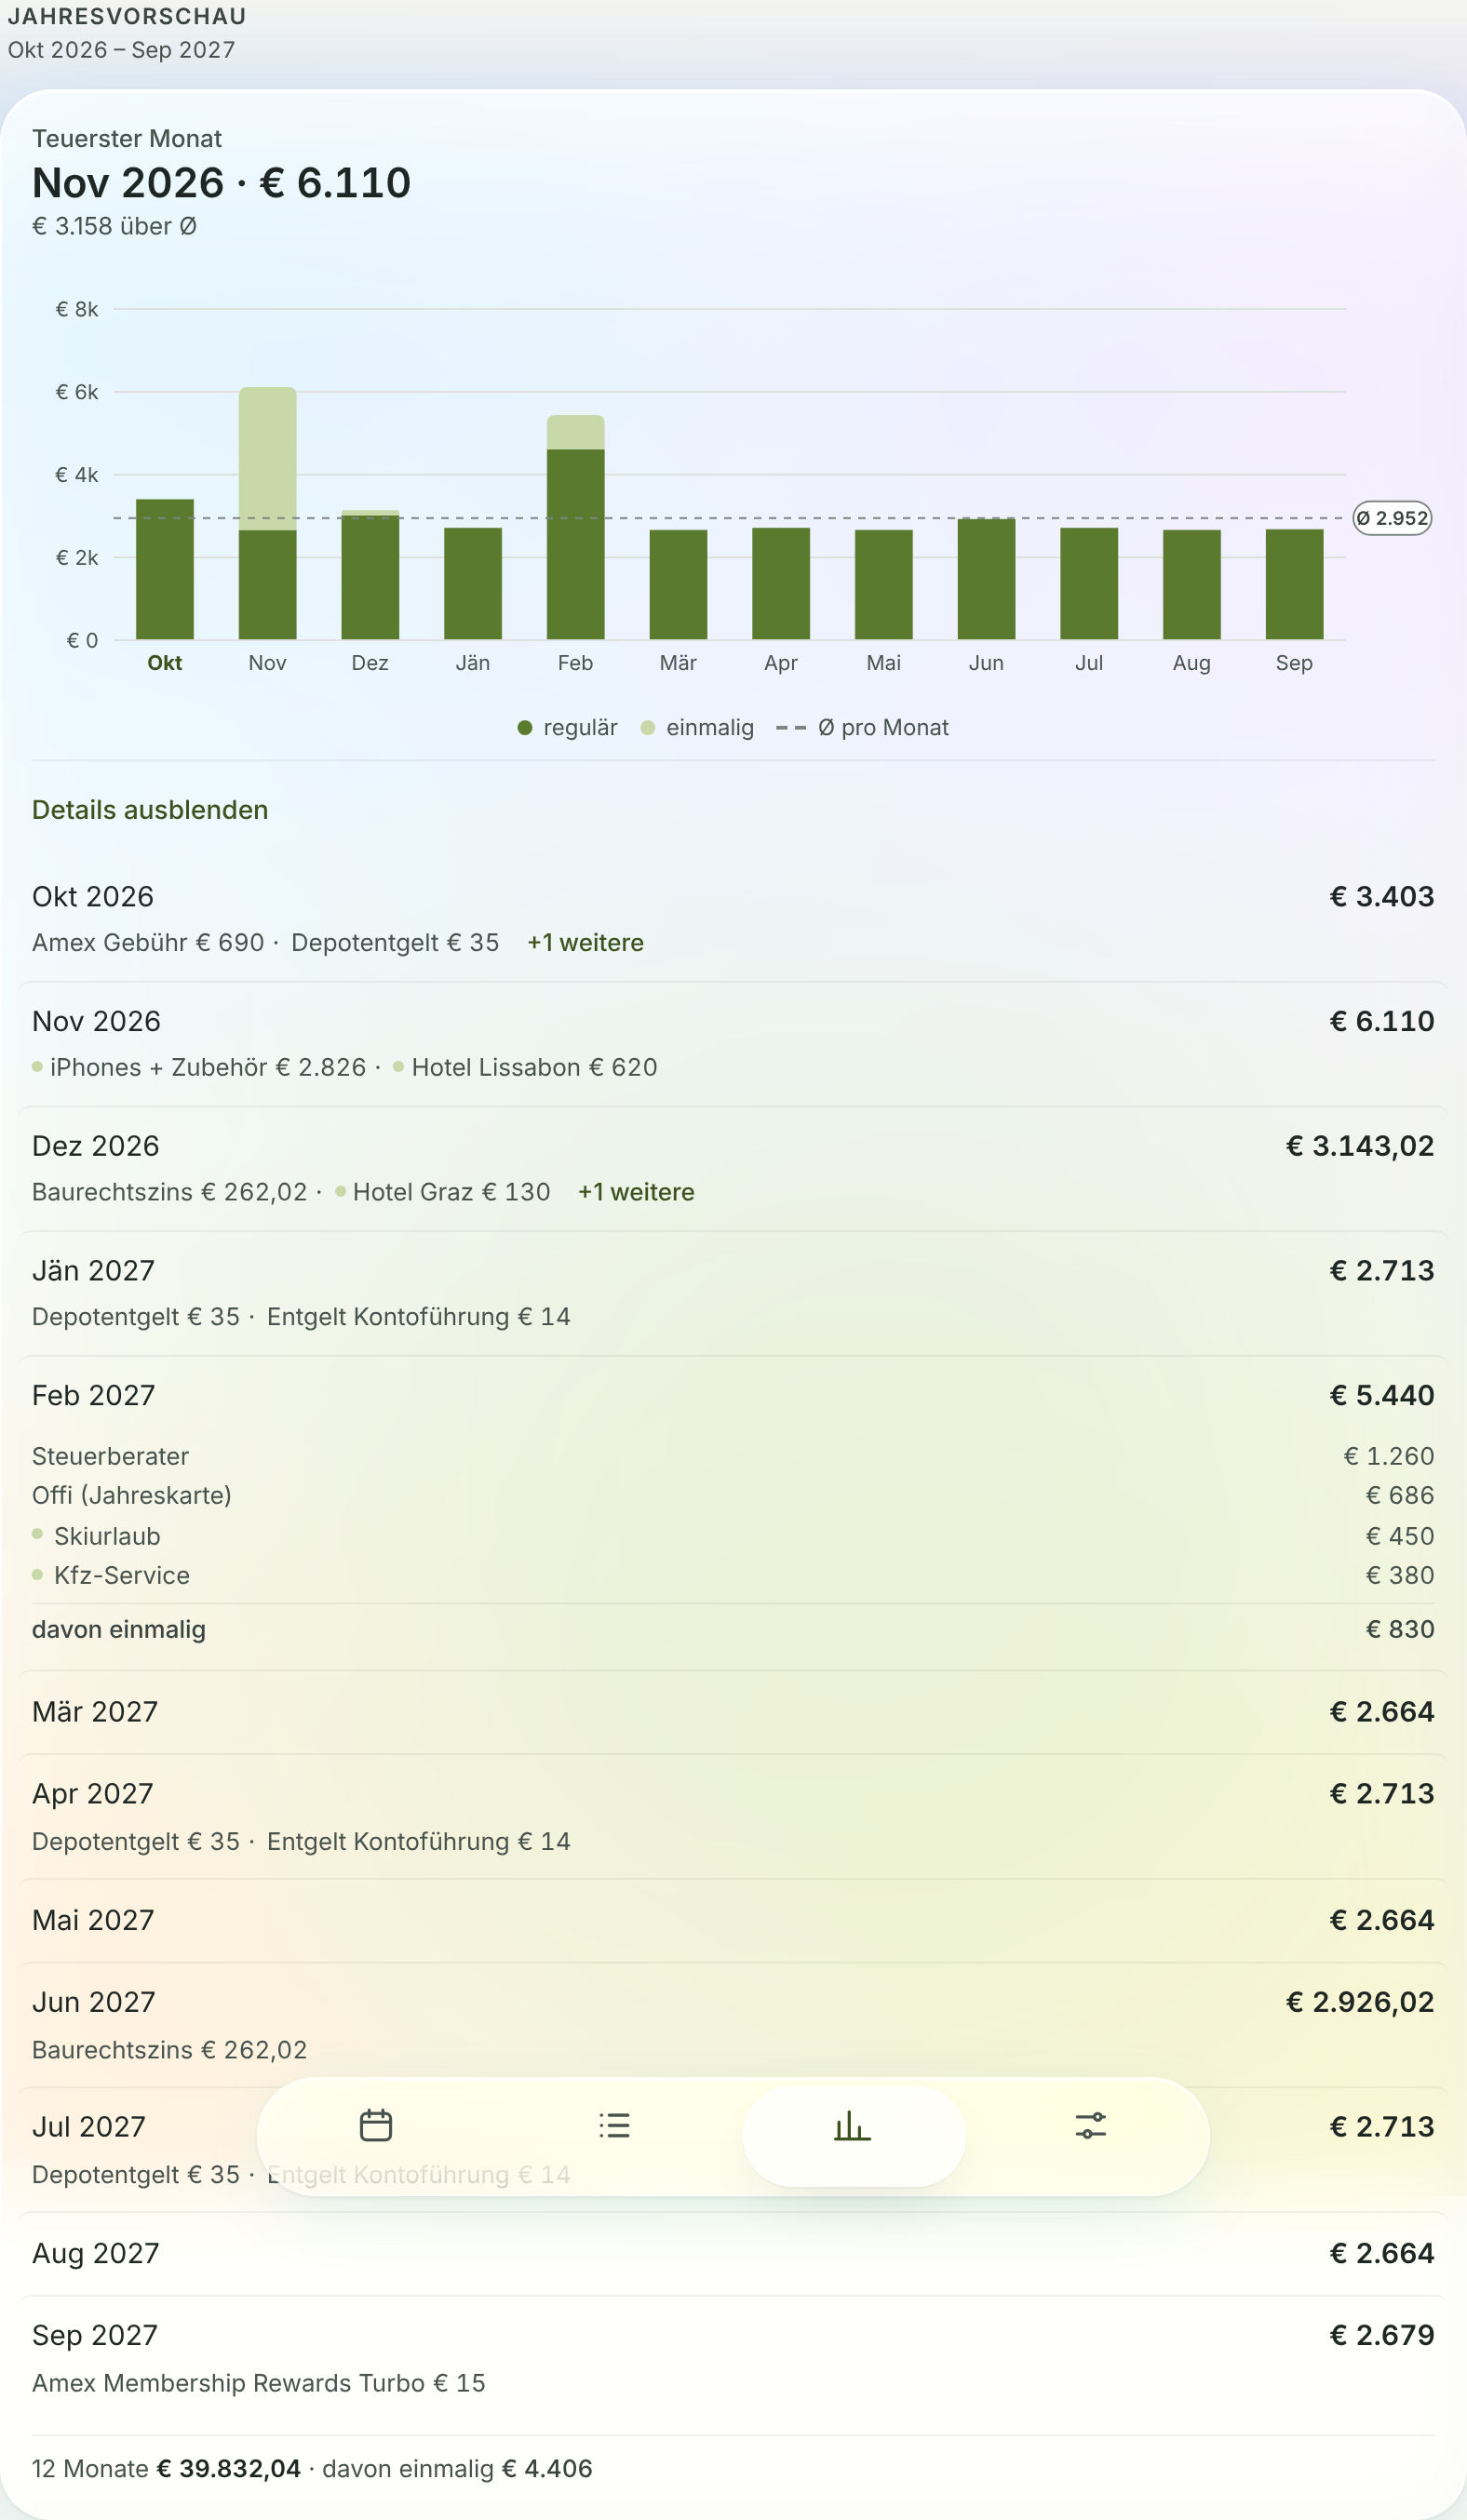 JAHRESVORSCHAU
Okt 2026 – Sep 2027
Teuerster Monat
Nov 2026 · € 6.110
€ 3.158 über Ø
€ 8k
€ 6k
€ 4k
Ø 2.952
€ 2k
€ 0
Okt Nov Dez Jän Feb Mär Apr Mai Jun Jul Aug Sep
regulär einmalig Ø pro Monat
Details ausblenden
Okt 2026 € 3.403
Amex Gebühr € 690 · Depotentgelt € 35 +1 weitere
Nov 2026 € 6.110
iPhones + Zubehör € 2.826 · Hotel Lissabon € 620
Dez 2026 € 3.143,02
Baurechtszins € 262,02 · Hotel Graz € 130 +1 weitere
Jän 2027 € 2.713
Depotentgelt € 35 · Entgelt Kontoführung € 14
Feb 2027 € 5.440
Steuerberater € 1.260
Offi (Jahreskarte) € 686
Skiurlaub € 450
Kfz-Service € 380
davon einmalig € 830
Mär 2027 € 2.664
Apr 2027 € 2.713
Depotentgelt € 35 · Entgelt Kontoführung € 14
Mai 2027 € 2.664
Jun 2027 € 2.926,02
Baurechtszins € 262,02
Jul 2027 € 2.713
Depotentgelt € 35 · Entgelt Kontoführung € 14
Aug 2027 € 2.664
Sep 2027 € 2.679
Amex Membership Rewards Turbo € 15
12 Monate € 39.832,04 · davon einmalig € 4.406